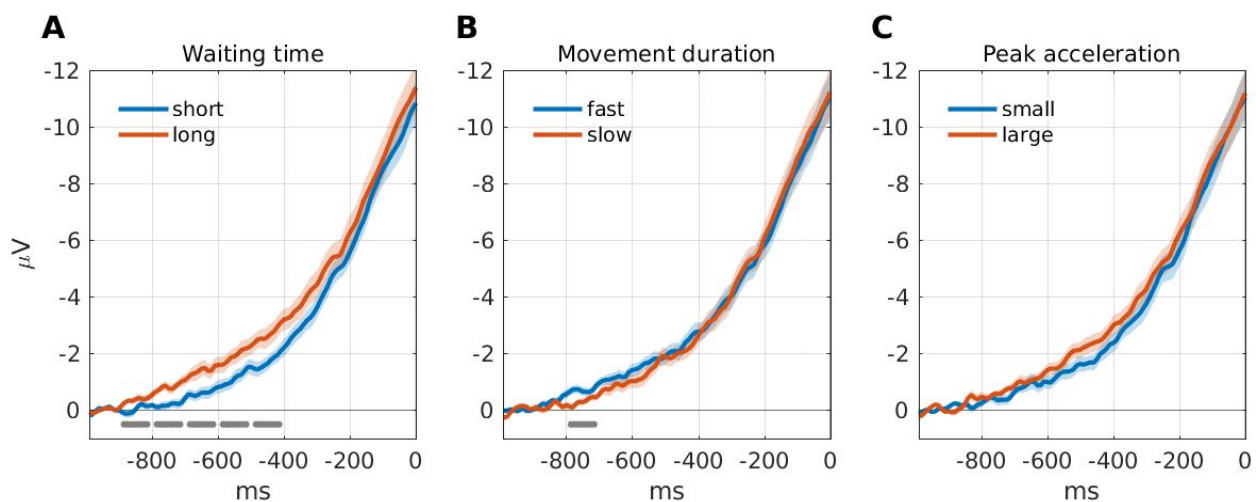 A
Waiting time
-12
-10
-8
-6
-4
-2
0
μV
short
long
-800 -600 -400 -200 0
ms
B
Movement duration
-12
-10
-8
-6
-4
-2
0
fast
slow
-800 -600 -400 -200 0
ms
C
Peak acceleration
-12
-10
-8
-6
-4
-2
0
small
large
-800 -600 -400 -200 0
ms